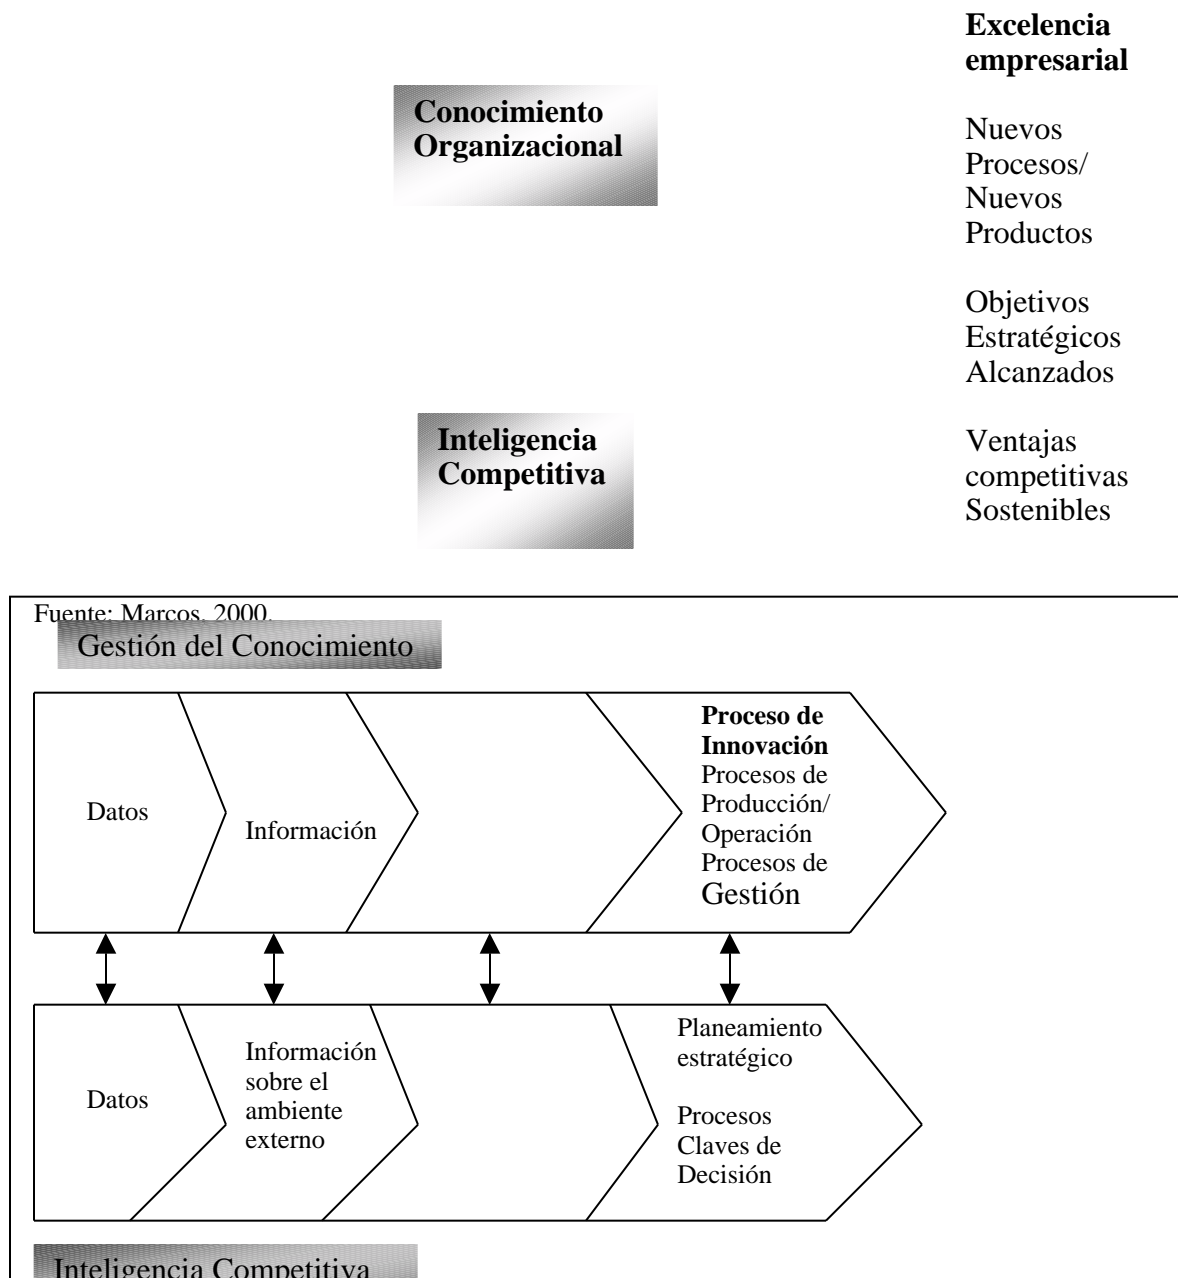 Excelencia
empresarial
Conocimiento
Organizacional
Nuevos
Procesos/
Nuevos
Productos
Objetivos
Estratégicos
Alcanzados
Inteligencia
Competitiva
Ventajas
competitivas
Sostenibles
Fuente: Marcos, 2000.
Gestión del Conocimiento
Datos
Información
Proceso de
Innovación
Procesos de
Producción/
Operación
Procesos de
Gestión
Datos
Información
sobre el
ambiente
externo
Planeamiento
estratégico
Procesos
Claves de
Decisión
Inteligencia Competitiva